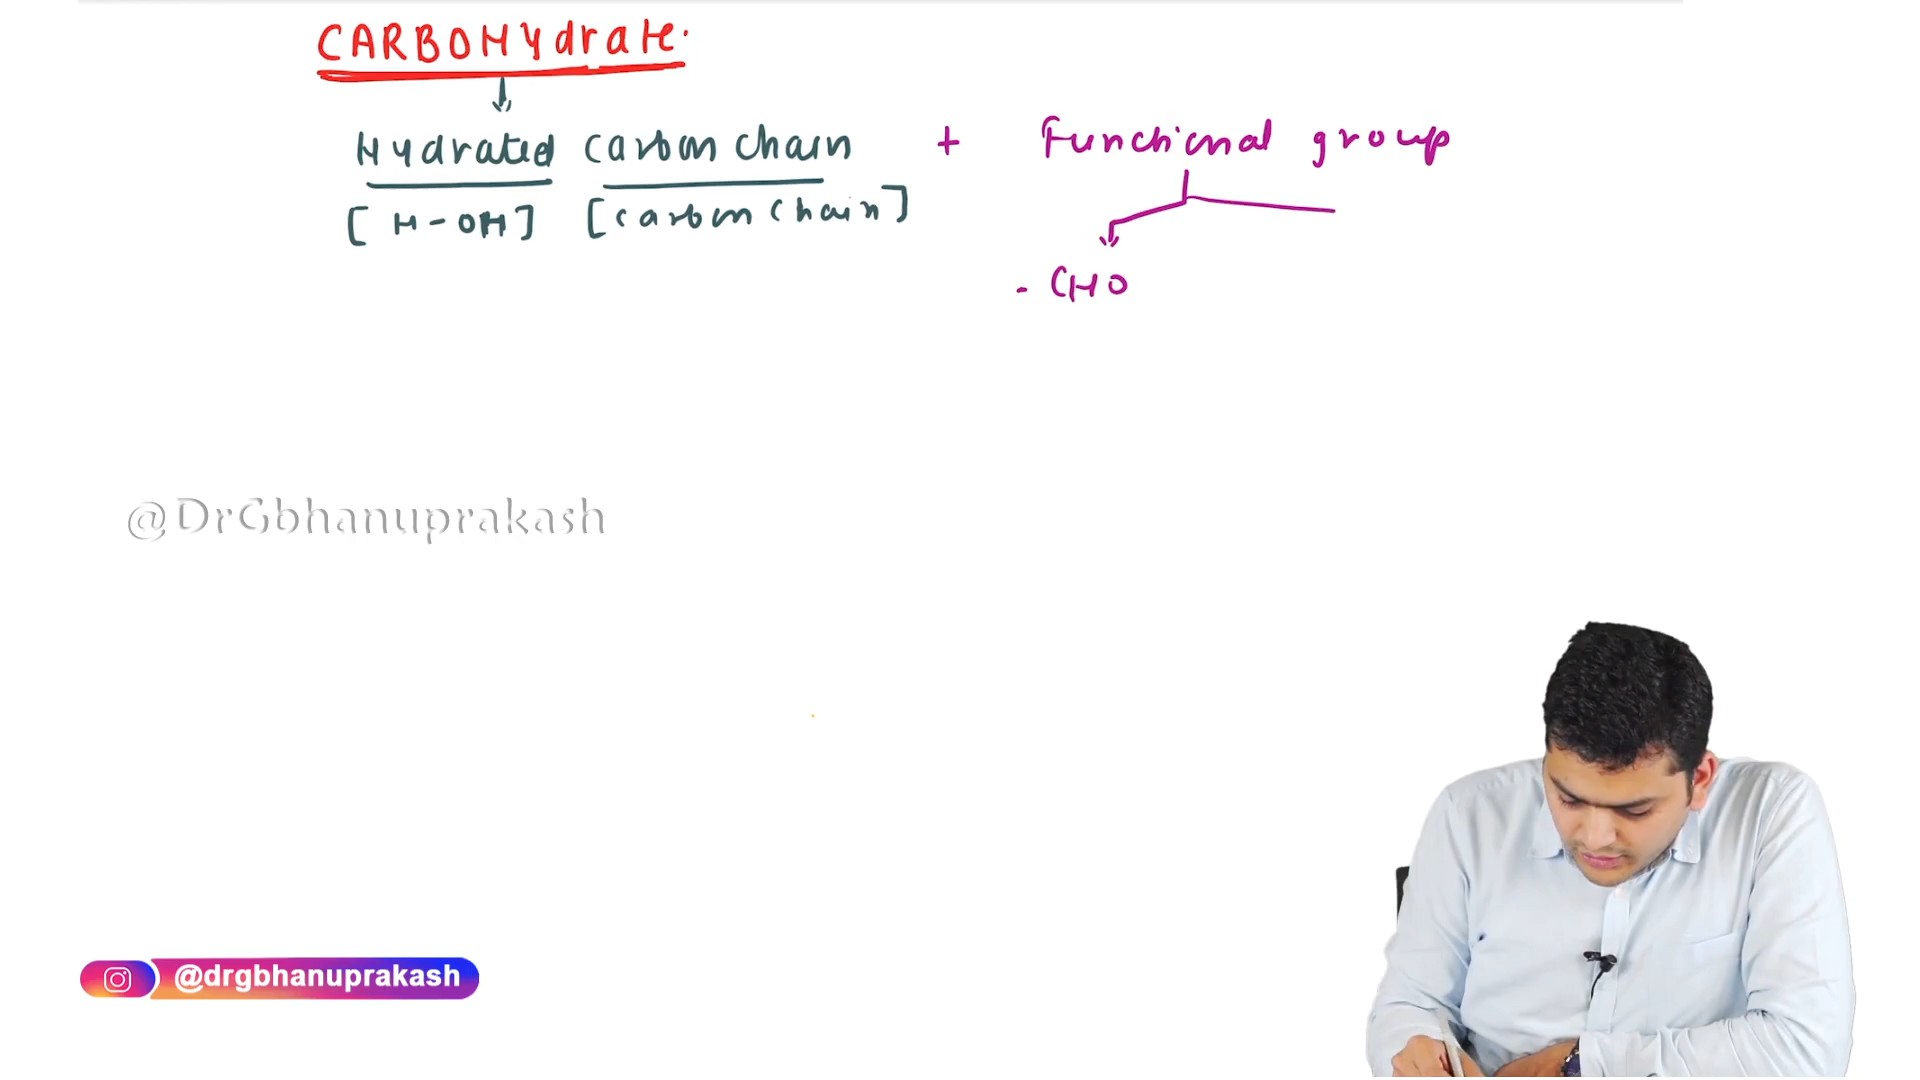 CARBOHydrate.
Hydrated carbon chain + Functional group
[H-OH] [carbon chain]
- CHO
@DrGbhanuprakash
@drgbhanuprakash